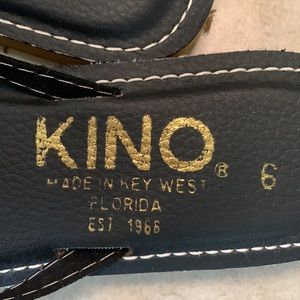 KINO® 6
MADE IN KEY WEST
FLORIDA
EST. 1966